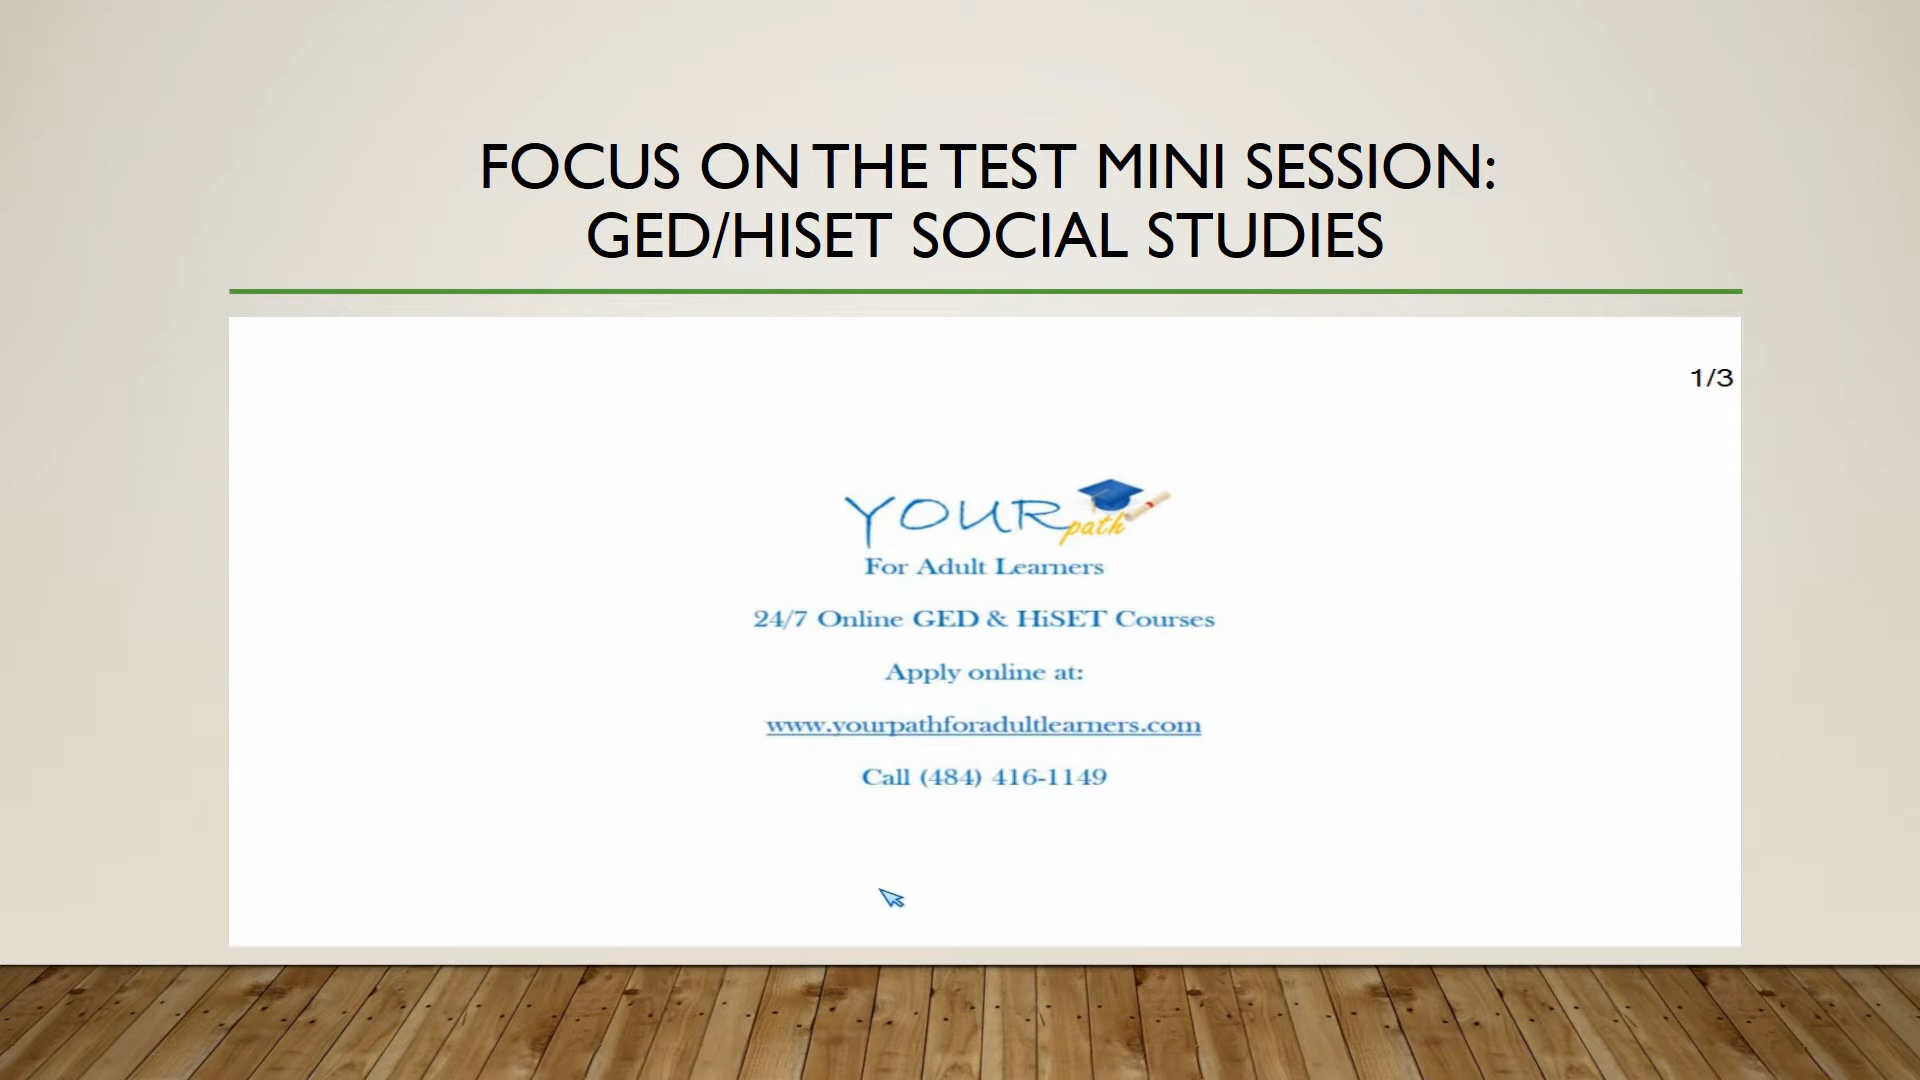 FOCUS ON THE TEST MINI SESSION:
GED/HISET SOCIAL STUDIES
1/3
YOUR path
For Adult Learners
24/7 Online GED & HiSET Courses
Apply online at:
www.yourpathforadultlearners.com
Call (484) 416-1149